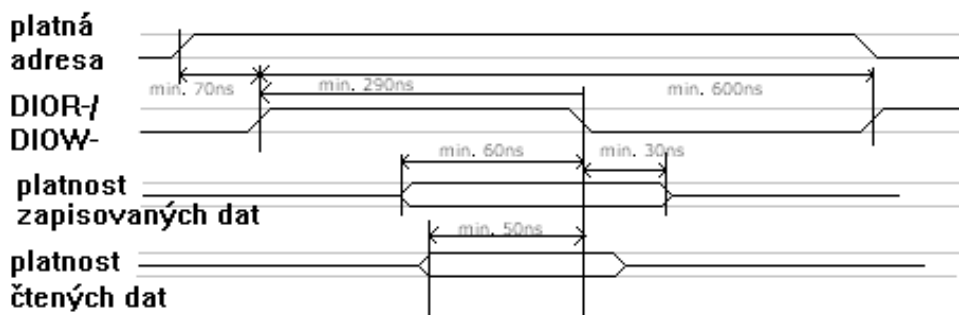 platná
adresa
min. 70ns
min. 290ns
min. 600ns
DIOR-/
DIOW-
min. 60ns
min. 30ns
platnost
zapisovaných dat
min. 50ns
platnost
čtených dat